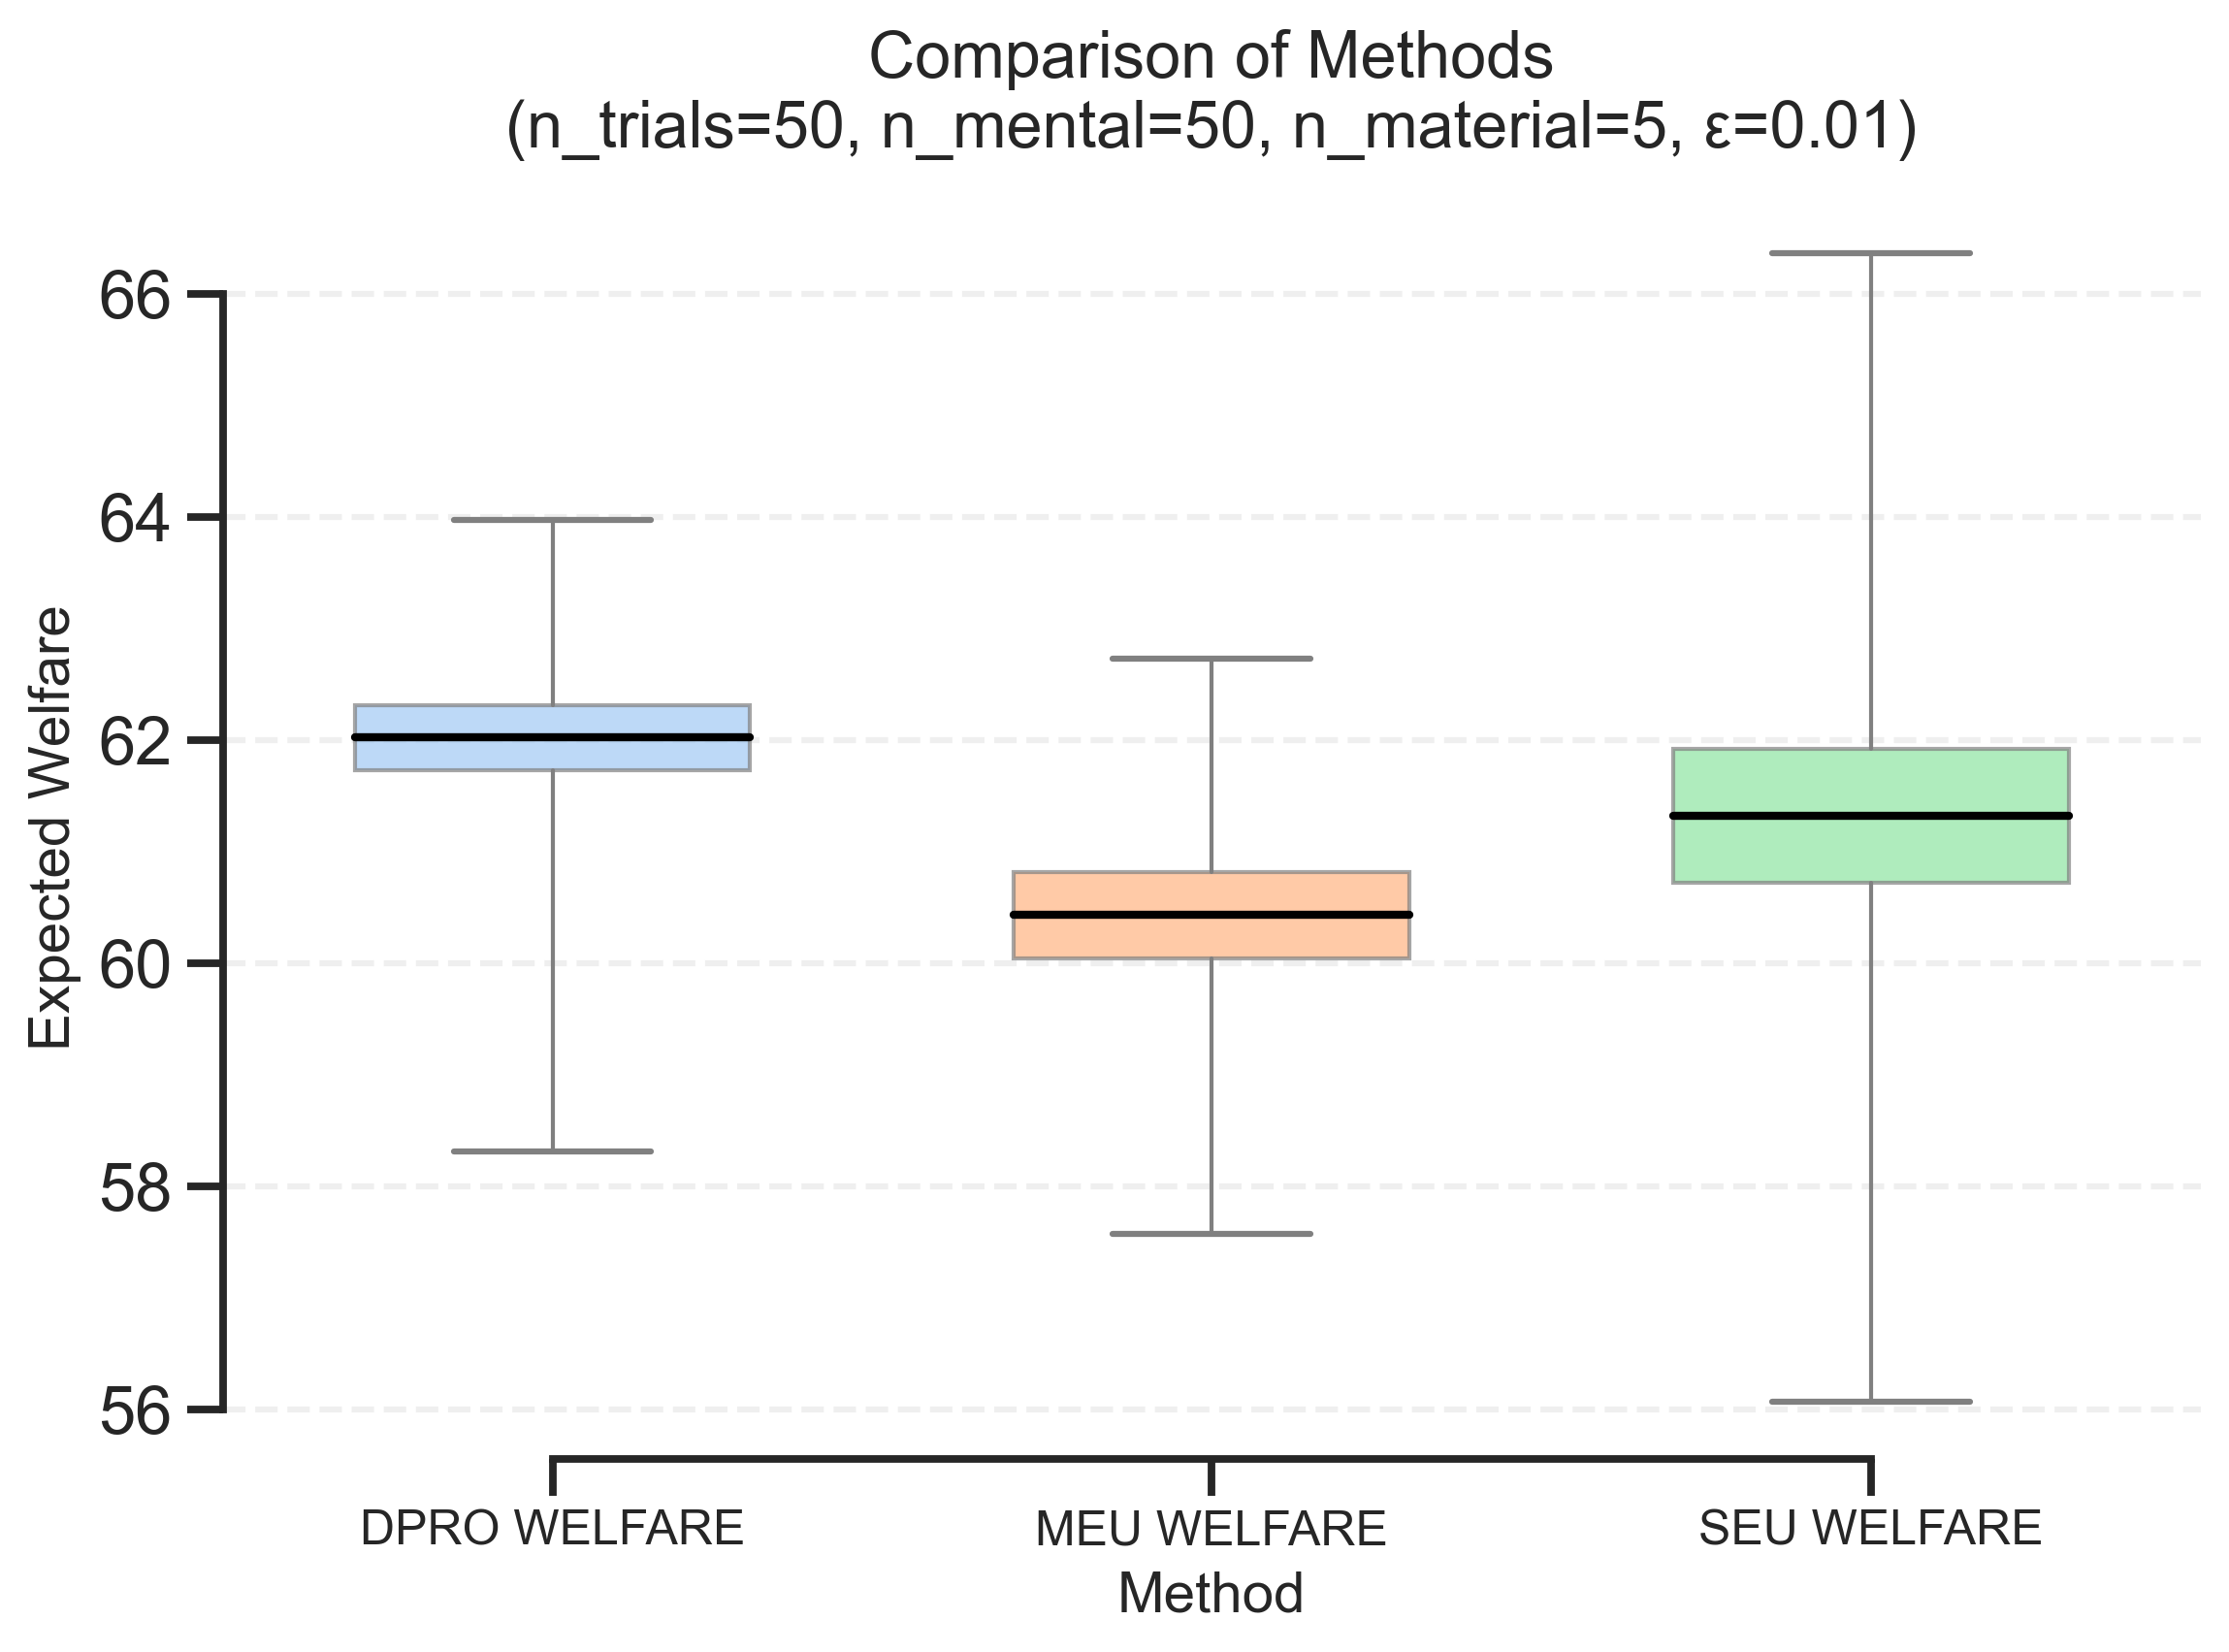 Comparison of Methods
(n_trials=50, n_mental=50, n_material=5, ε=0.01)
Expected Welfare
66
64
62
60
58
56
DPRO WELFARE
MEU WELFARE
SEU WELFARE
Method